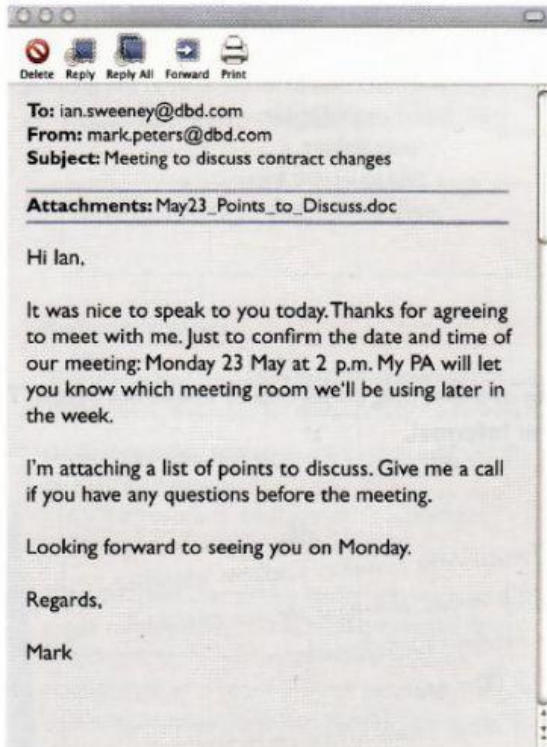 Delete Reply Reply All Forward Print
To: ian.sweeney@dbd.com
From: mark.peters@dbd.com
Subject: Meeting to discuss contract changes
Attachments: May23_Points_to_Discuss.doc
Hi Ian,
It was nice to speak to you today. Thanks for agreeing
to meet with me. Just to confirm the date and time of
our meeting: Monday 23 May at 2 p.m. My PA will let
you know which meeting room we'll be using later in
the week.
I'm attaching a list of points to discuss. Give me a call
if you have any questions before the meeting.
Looking forward to seeing you on Monday.
Regards,
Mark